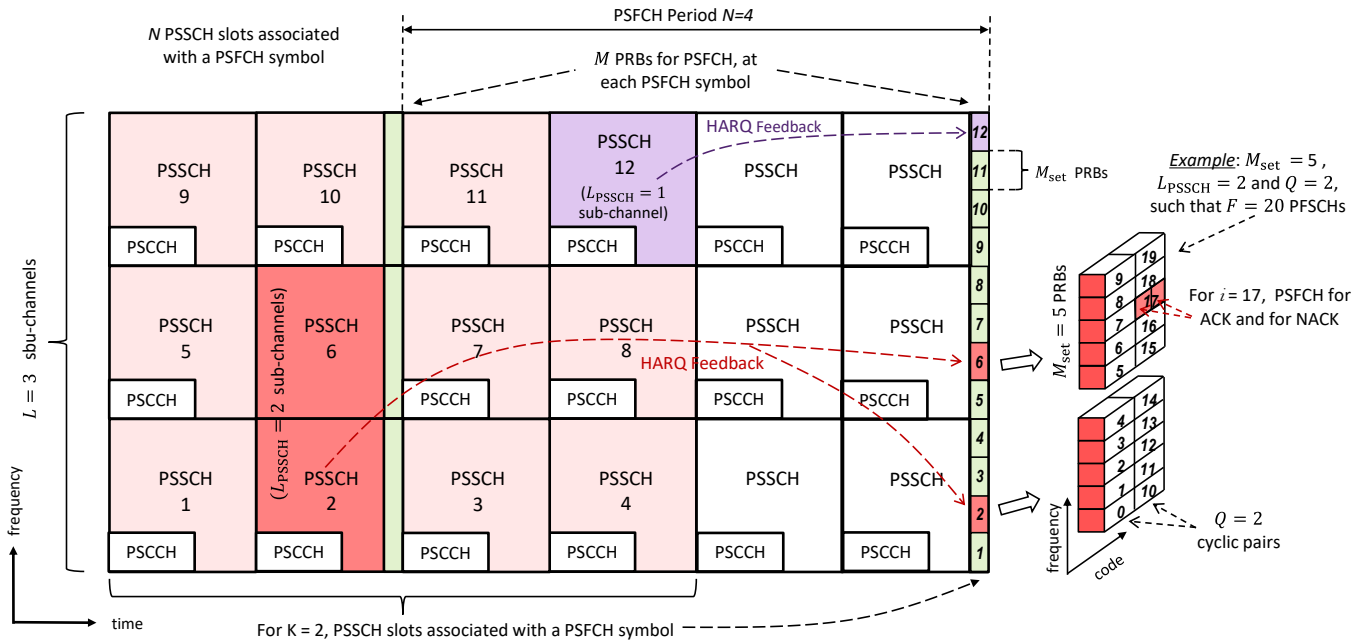 N PSSCH slots associated
with a PSFCH symbol
PSFCH Period N=4
M PRBs for PSFCH, at
each PSFCH symbol
L = 3 sbu-channels
PSSCH
9
PSCCH
PSSCH
10
PSCCH
PSSCH
11
PSCCH
PSSCH
12
(L_PSSCH = 1
sub-channel)
PSCCH
HARQ Feedback
PSSCH
PSCCH
PSSCH
PSCCH
PSSCH
5
PSCCH
PSSCH
6
(L_PSSCH = 2 sub-channels)
PSSCH
7
PSCCH
PSSCH
8
PSCCH
HARQ Feedback
PSSCH
PSCCH
PSSCH
PSCCH
PSSCH
1
PSCCH
PSSCH
2
PSCCH
PSSCH
3
PSCCH
PSSCH
4
PSCCH
PSSCH
PSCCH
PSSCH
PSCCH
12
11
10
9
8
7
6
5
4
3
2
1
M_set PRBs
Example: M_set = 5 ,
L_PSSCH = 2 and Q = 2,
such that F = 20 PFSCHs
M_set = 5 PRBs
9 19
8 18
7 17
6 16
5 15
For i = 17, PSFCH for
ACK and for NACK
4 14
3 13
2 12
1 11
0 10
Q = 2
cyclic pairs
frequency
code
frequency
time
For K = 2, PSSCH slots associated with a PSFCH symbol